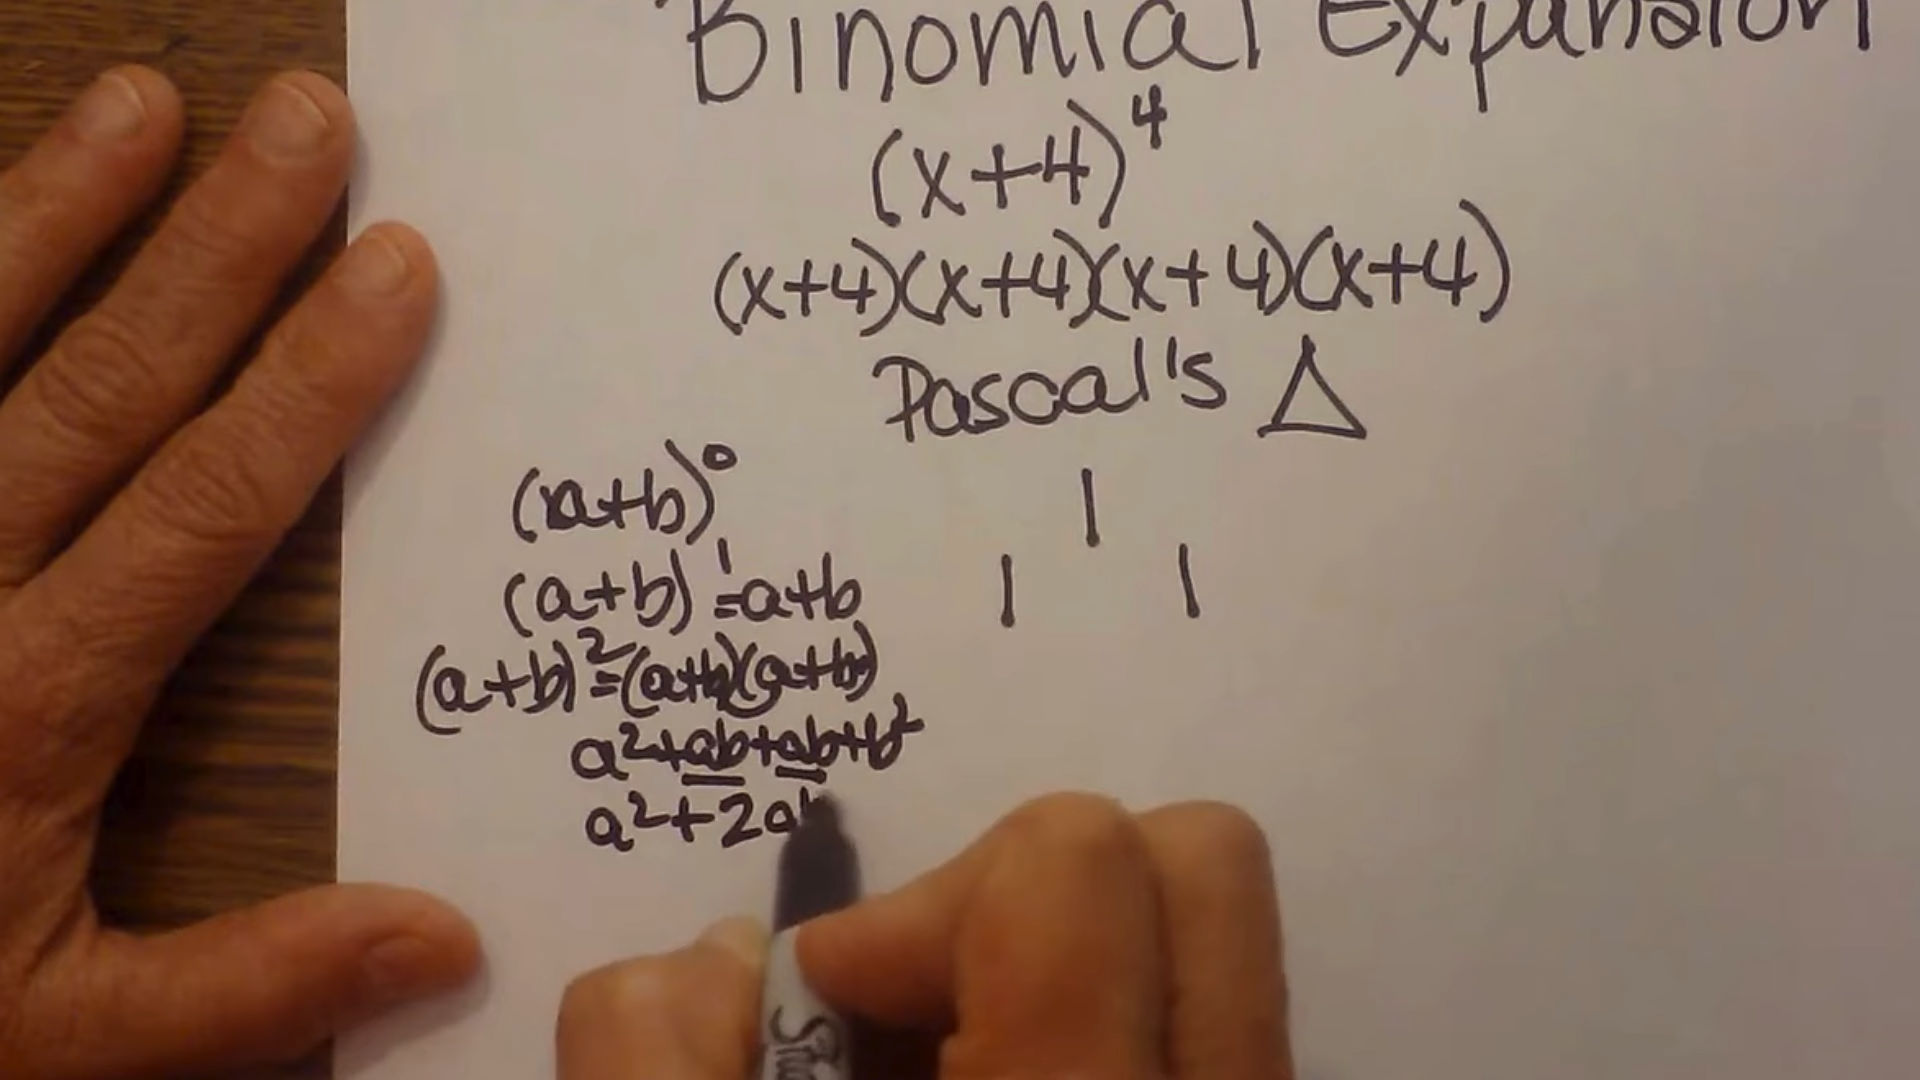 Binomial Expansion
(x+4)⁴
(x+4)(x+4)(x+4)(x+4)
Pascal's △
(a+b)⁰
1
(a+b)¹=a+b
1 1
(a+b)²=(a+b)(a+b)
a²+ab+ab+b²
a²+2ab